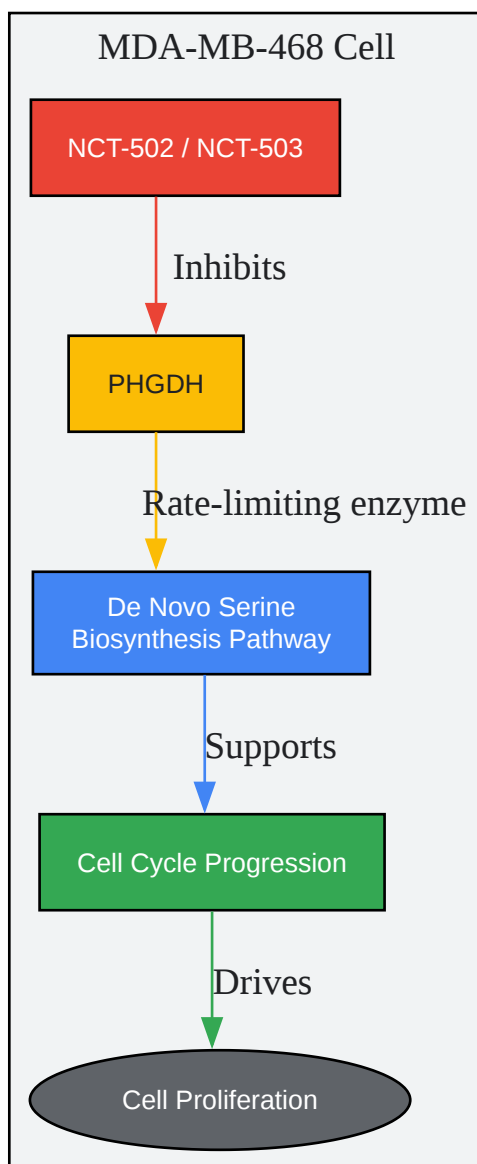 MDA-MB-468 Cell
NCT-502 / NCT-503
Inhibits
PHGDH
Rate-limiting enzyme
De Novo Serine
Biosynthesis Pathway
Supports
Cell Cycle Progression
Drives
Cell Proliferation